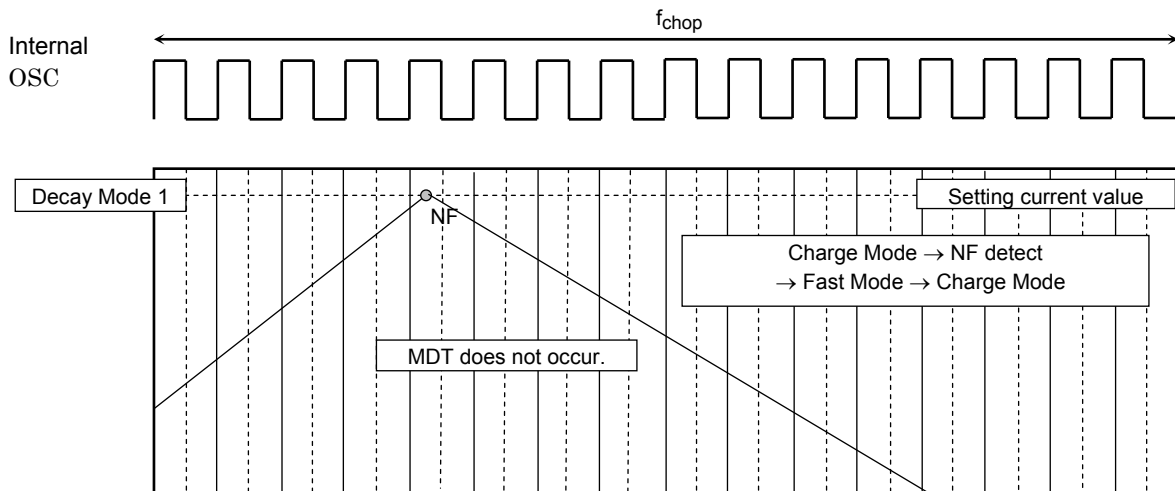 fchop
Internal
OSC
Decay Mode 1
Setting current value
NF
Charge Mode → NF detect
→ Fast Mode → Charge Mode
MDT does not occur.